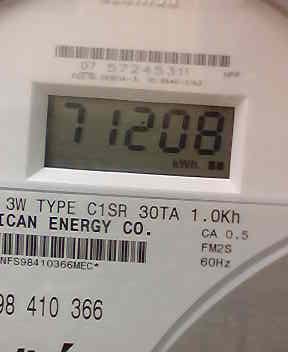 07 57245311
71208
kWh
3W TYPE C1SR 30TA 1.0Kh
ICAN ENERGY CO.
CA 0.5
FM2S
NFS98410366MEC*
60Hz
98 410 366